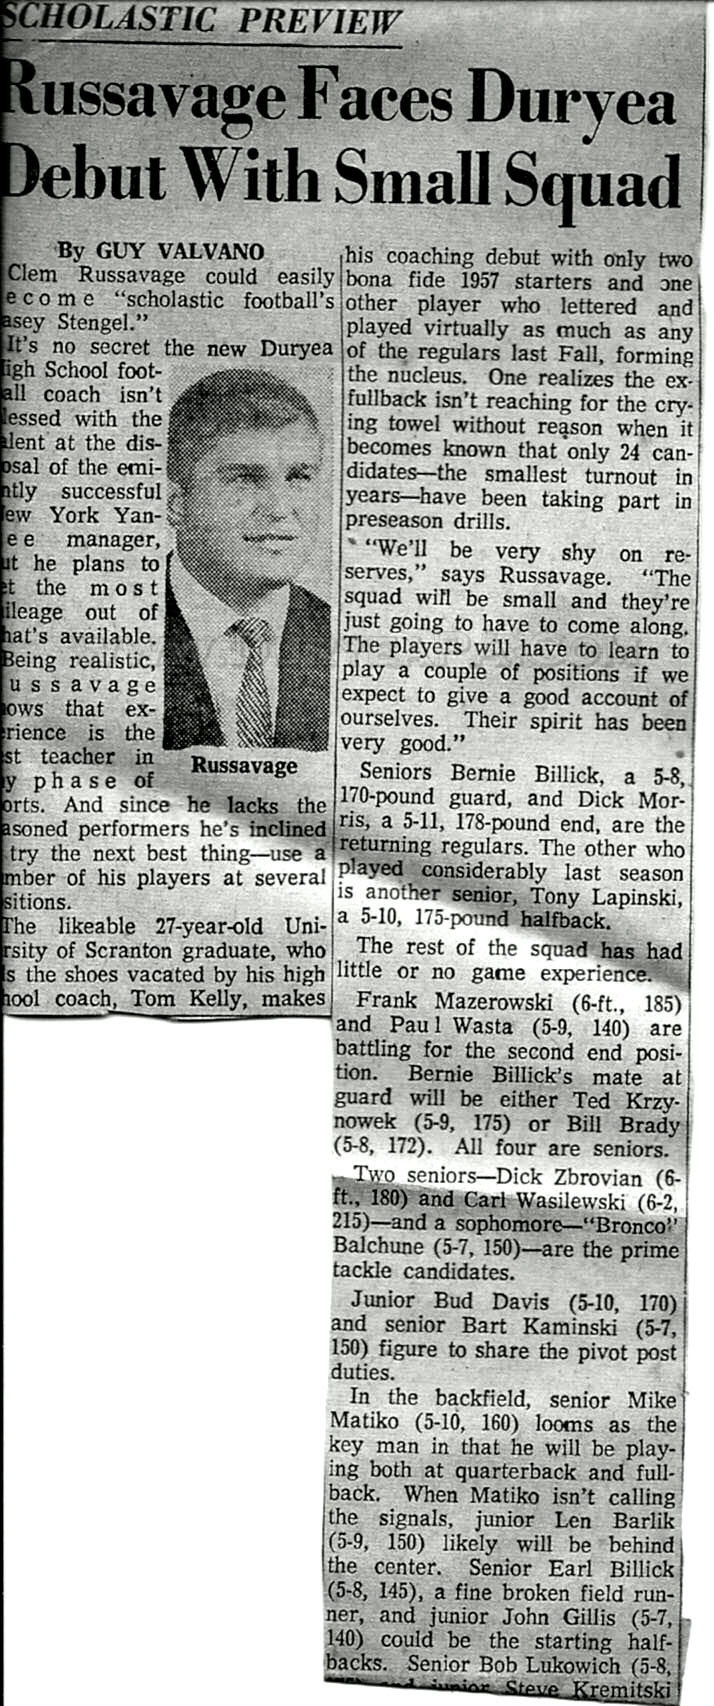 SCHOLASTIC PREVIEW
Russavage Faces Duryea
Debut With Small Squad
By GUY VALVANO
Clem Russavage could easily
ecome "scholastic football's
asey Stengel."
It's no secret the new Duryea
igh School foot-
all coach isn't
lessed with the
alent at the dis-
osal of the emi-
ntly successful
ew York Yan-
ee manager,
ut he plans to
et the most
ileage out of
hat's available.
Being realistic,
ussavage
ows that ex-
erience is the
st teacher in
y phase of
orts. And since he lacks the
asoned performers he's inclined
try the next best thing—use a
mber of his players at several
sitions.
The likeable 27-year-old Uni-
rsity of Scranton graduate, who
ls the shoes vacated by his high
hool coach, Tom Kelly, makes
Russavage
his coaching debut with only two
bona fide 1957 starters and one
other player who lettered and
played virtually as much as any
of the regulars last Fall, forming
the nucleus. One realizes the ex-
fullback isn't reaching for the cry-
ing towel without reason when it
becomes known that only 24 can-
didates—the smallest turnout in
years—have been taking part in
preseason drills.
"We'll be very shy on re-
serves," says Russavage. "The
squad will be small and they're
just going to have to come along.
The players will have to learn to
play a couple of positions if we
expect to give a good account of
ourselves. Their spirit has been
very good."
Seniors Bernie Billick, a 5-8,
170-pound guard, and Dick Mor-
ris, a 5-11, 178-pound end, are the
returning regulars. The other who
played considerably last season
is another senior, Tony Lapinski,
a 5-10, 175-pound halfback.
The rest of the squad has had
little or no game experience.
Frank Mazerowski (6-ft., 185)
and Paul Wasta (5-9, 140) are
battling for the second end posi-
tion. Bernie Billick's mate at
guard will be either Ted Krzy-
nowek (5-9, 175) or Bill Brady
(5-8, 172). All four are seniors.
Two seniors—Dick Zbrovian (6-
ft., 180) and Carl Wasilewski (6-2,
215)—and a sophomore—"Bronco"
Balchune (5-7, 150)—are the prime
tackle candidates.
Junior Bud Davis (5-10, 170)
and senior Bart Kaminski (5-7,
150) figure to share the pivot post
duties.
In the backfield, senior Mike
Matiko (5-10, 160) looms as the
key man in that he will be play-
ing both at quarterback and full-
back. When Matiko isn't calling
the signals, junior Len Barlik
(5-9, 150) likely will be behind
the center. Senior Earl Billick
(5-8, 145), a fine broken field run-
ner, and junior John Gillis (5-7,
140) could be the starting half-
backs. Senior Bob Lukowich (5-8,
and junior Steve Kremitski